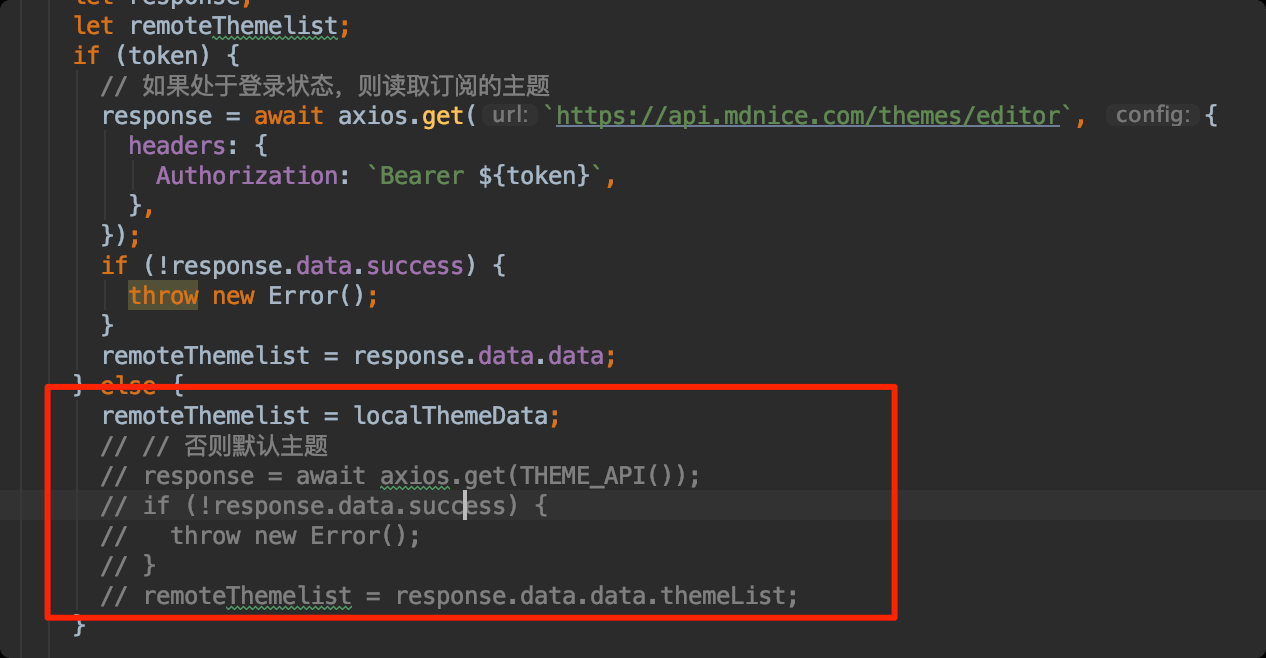 let response;
let remoteThemelist;
if (token) {
// 如果处于登录状态，则读取订阅的主题
response = await axios.get( url: `https://api.mdnice.com/themes/editor`, config: {
headers: {
Authorization: `Bearer ${token}`,
},
});
if (!response.data.success) {
throw new Error();
}
remoteThemelist = response.data.data;
} else {
remoteThemelist = localThemeData;
// // 否则默认主题
// response = await axios.get(THEME_API());
// if (!response.data.success) {
//   throw new Error();
// }
// remoteThemelist = response.data.data.themeList;
}